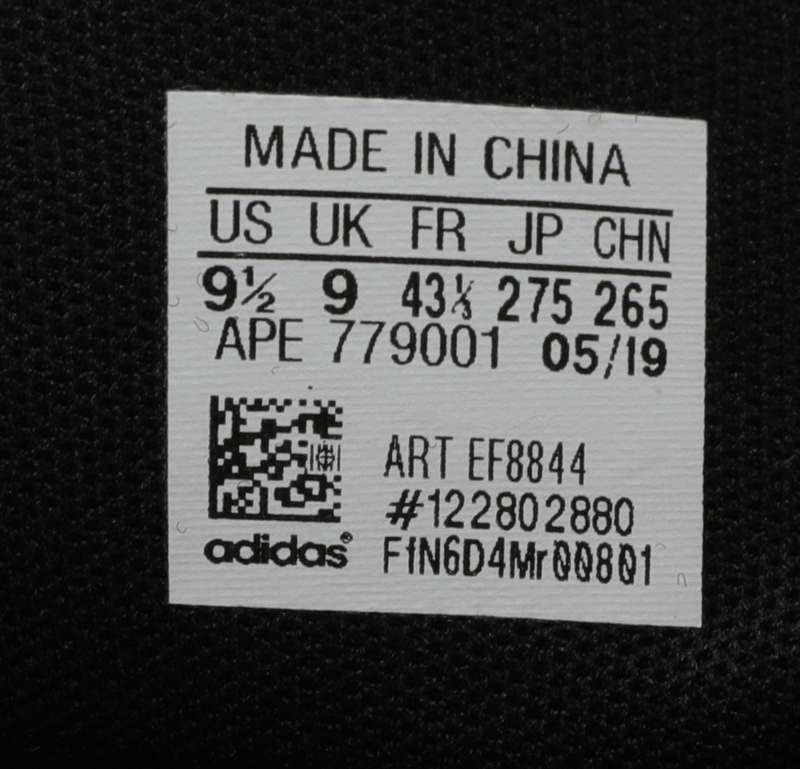 MADE IN CHINA
US UK FR JP CHN
9½ 9 43⅓ 275 265
APE 779001 05/19
ART EF8844
#122802880
adidas®
F1N6D4Mr00801